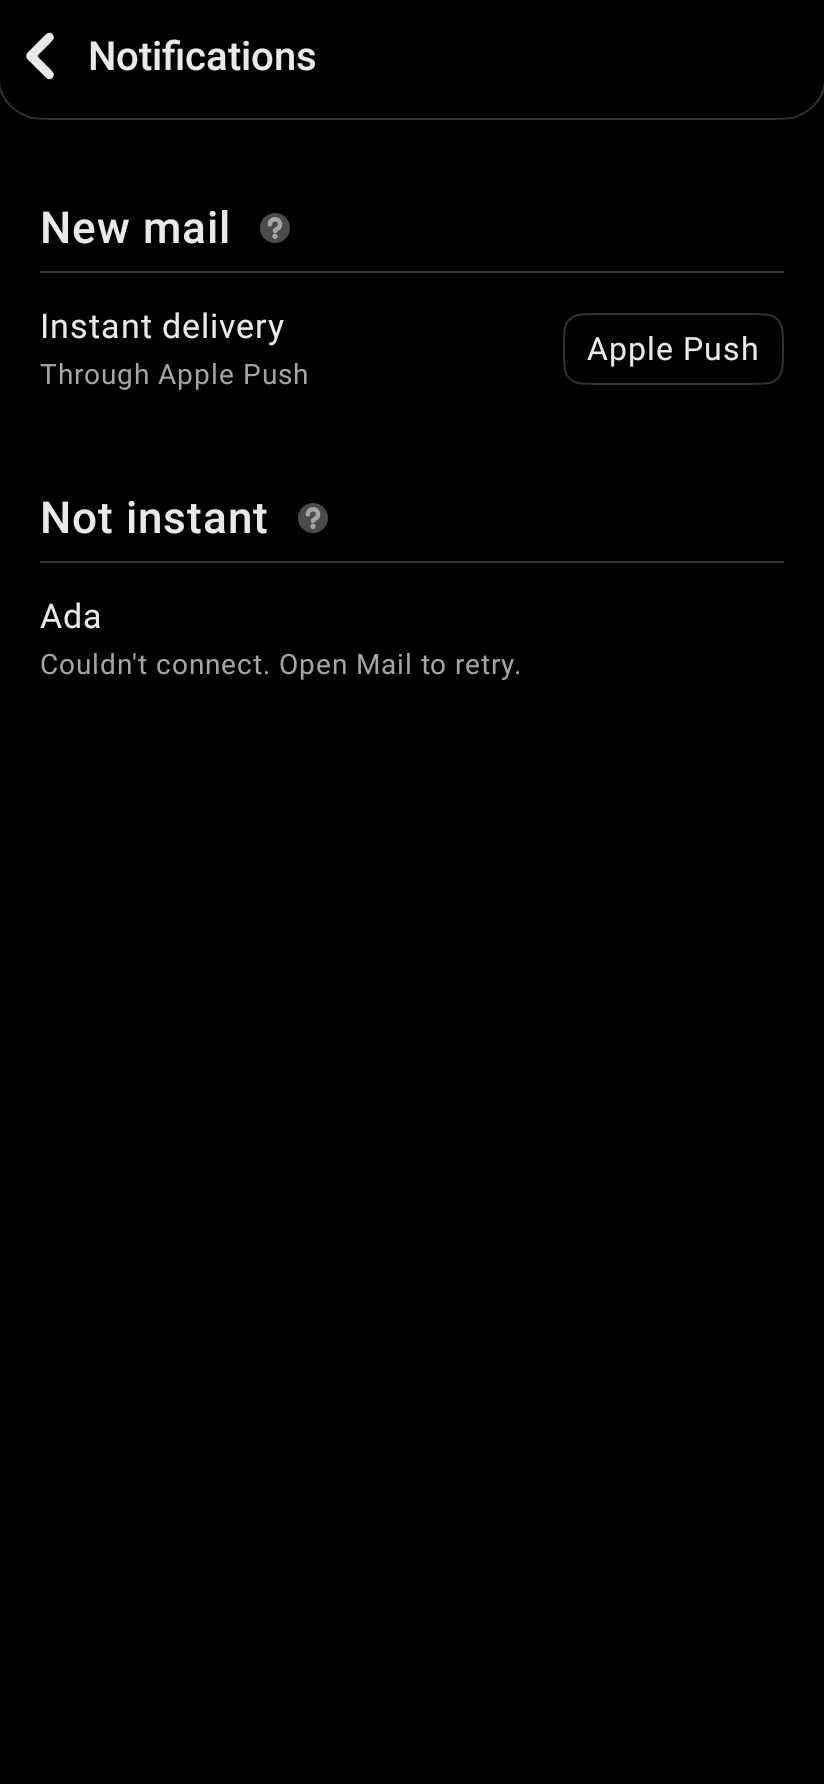 Notifications
New mail
Instant delivery
Through Apple Push
Apple Push
Not instant
Ada
Couldn't connect. Open Mail to retry.